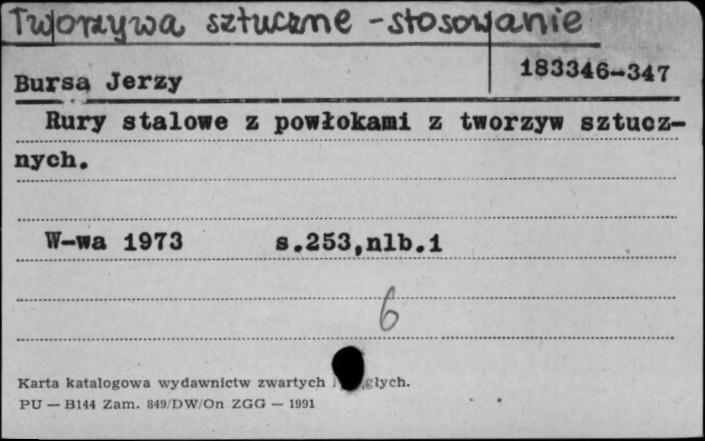 Tworzywa sztuczne - stosowanie
Bursa Jerzy 183346-347
Rury stalowe z powłokami z tworzyw sztucz-
nych.
W-wa 1973 s.253,nlb.1
6
Karta katalogowa wydawnictw zwartych
PU — B144 Zam. 849/DW/On ZGG — 1991